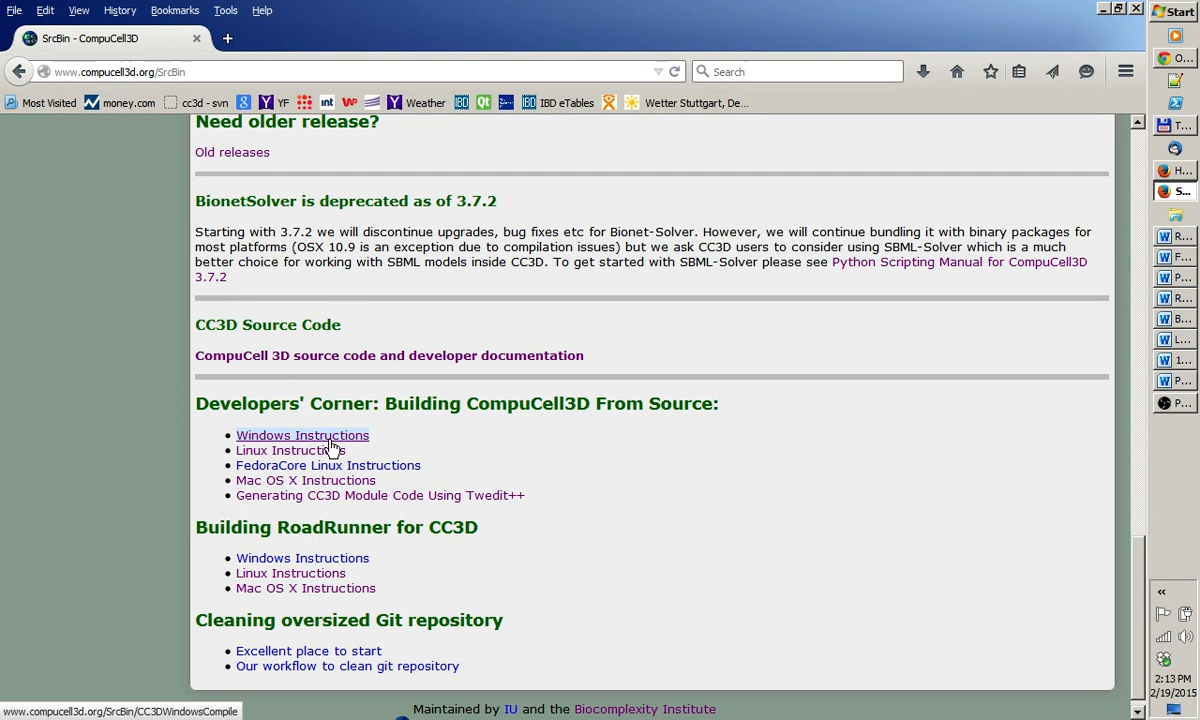 File Edit View History Bookmarks Tools Help
Start
SrcBin - CompuCell3D
www.compucell3d.org/SrcBin
Search
Most Visited money.com cc3d - svn YF int WP Weather IBD Qt IBD eTables Wetter Stuttgart, De...
O...
T...
H...
S...
R...
F...
P...
R...
B...
L...
1...
P...
P...
Need older release?
Old releases
BionetSolver is deprecated as of 3.7.2
Starting with 3.7.2 we will discontinue upgrades, bug fixes etc for Bionet-Solver. However, we will continue bundling it with binary packages for
most platforms (OSX 10.9 is an exception due to compilation issues) but we ask CC3D users to consider using SBML-Solver which is a much
better choice for working with SBML models inside CC3D. To get started with SBML-Solver please see Python Scripting Manual for CompuCell3D
3.7.2
CC3D Source Code
CompuCell 3D source code and developer documentation
Developers' Corner: Building CompuCell3D From Source:
Windows Instructions
Linux Instructions
FedoraCore Linux Instructions
Mac OS X Instructions
Generating CC3D Module Code Using Twedit++
Building RoadRunner for CC3D
Windows Instructions
Linux Instructions
Mac OS X Instructions
Cleaning oversized Git repository
Excellent place to start
Our workflow to clean git repository
Maintained by IU and the Biocomplexity Institute
www.compucell3d.org/SrcBin/CC3DWindowsCompile
2:13 PM
2/19/2015